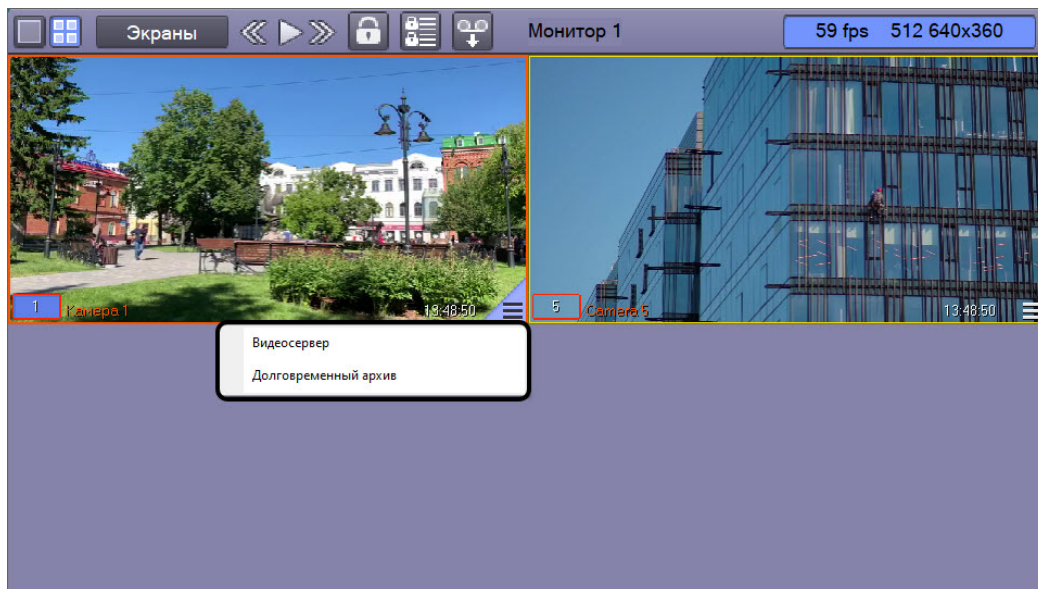 Экраны
Монитор 1
59 fps 512 640x360
1
Камера 1
13:48:50
5
Camera 5
13:48:50
Видеосервер
Долговременный архив